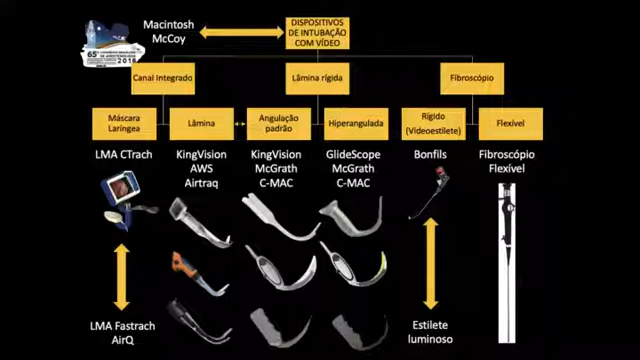 Macintosh
McCoy
DISPOSITIVOS
DE INTUBAÇÃO
COM VÍDEO
65º
2018
Canal Integrado
Lâmina rígida
Fibroscópio
Máscara
Laríngea
Lâmina
Angulação
padrão
Hiperangulada
Rígido
(Videoestilete)
Flexível
LMA CTrach
KingVision
AWS
Airtraq
KingVision
McGrath
C-MAC
GlideScope
McGrath
C-MAC
Bonfils
Fibroscópio
Flexível
LMA Fastrach
AirQ
Estilete
luminoso